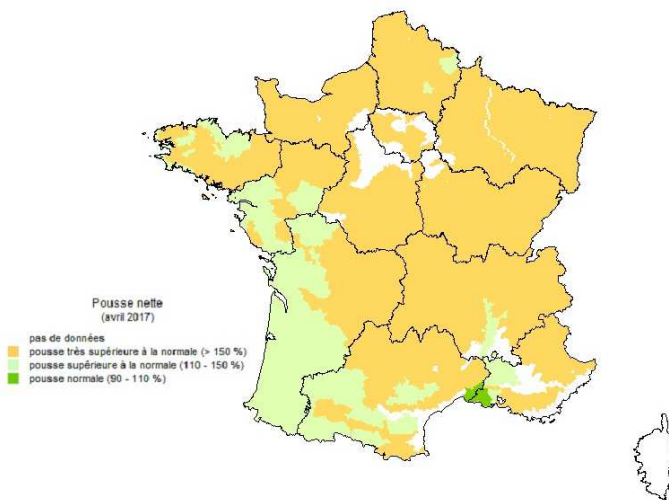 Pousse nette
(avril 2017)
pas de données
pousse très supérieure à la normale (> 150 %)
pousse supérieure à la normale (110 - 150 %)
pousse normale (90 - 110 %)